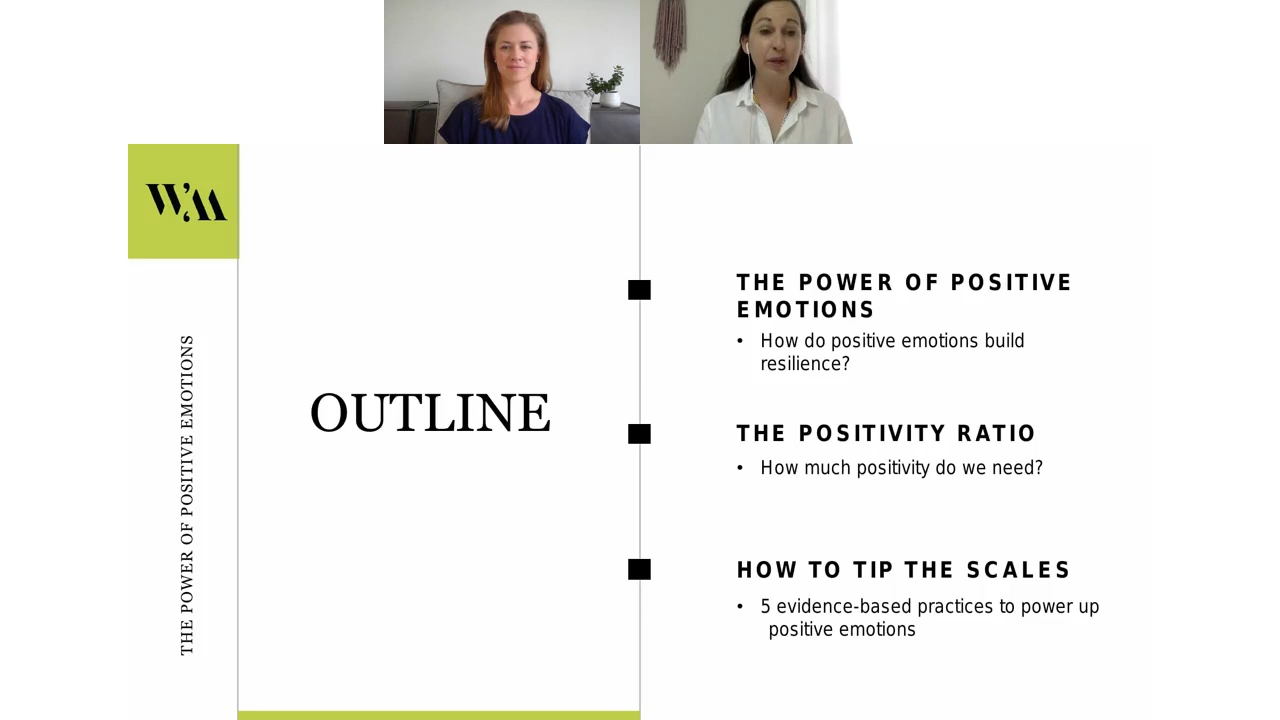 W'M
THE POWER OF POSITIVE EMOTIONS
OUTLINE
THE POWER OF POSITIVE
EMOTIONS
• How do positive emotions build
resilience?
THE POSITIVITY RATIO
• How much positivity do we need?
HOW TO TIP THE SCALES
• 5 evidence-based practices to power up
positive emotions